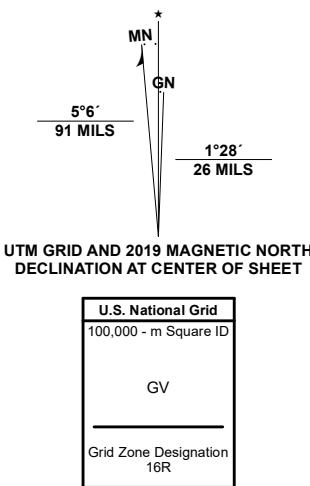 ★
MN
GN
5°6´
91 MILS
1°28´
26 MILS
UTM GRID AND 2019 MAGNETIC NORTH
DECLINATION AT CENTER OF SHEET
U.S. National Grid
100,000 - m Square ID
GV
Grid Zone Designation
16R